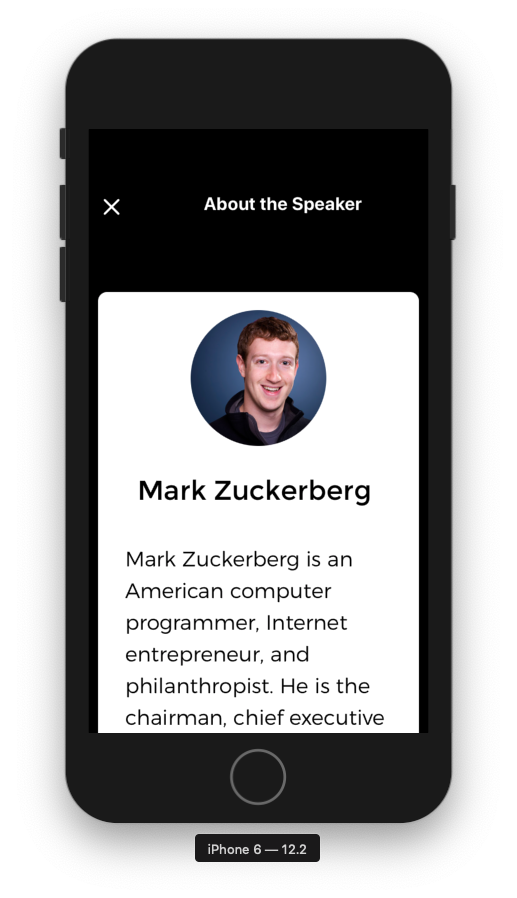 About the Speaker
Mark Zuckerberg
Mark Zuckerberg is an
American computer
programmer, Internet
entrepreneur, and
philanthropist. He is the
chairman, chief executive
iPhone 6 — 12.2